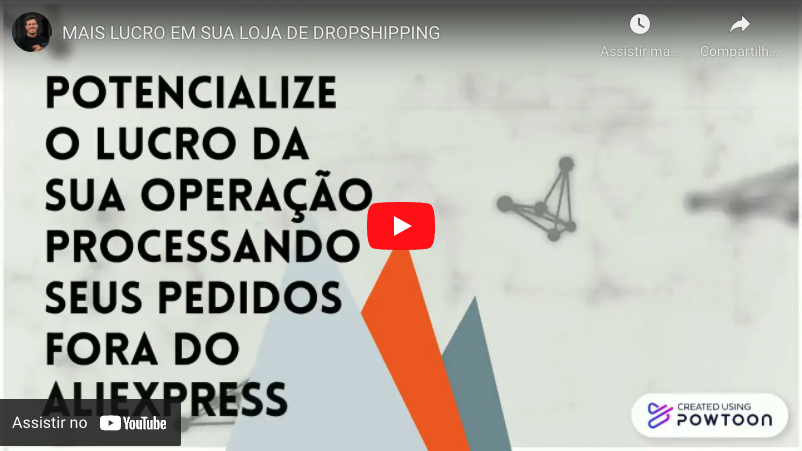 MAIS LUCRO EM SUA LOJA DE DROPSHIPPING
Assistir ma...
Compartilh...
POTENCIALIZE
O LUCRO DA
SUA OPERAÇÃO
PROCESSANDO
SEUS PEDIDOS
FORA DO
ALIEXPRESS
Assistir no YouTube
CREATED USING
POWTOON